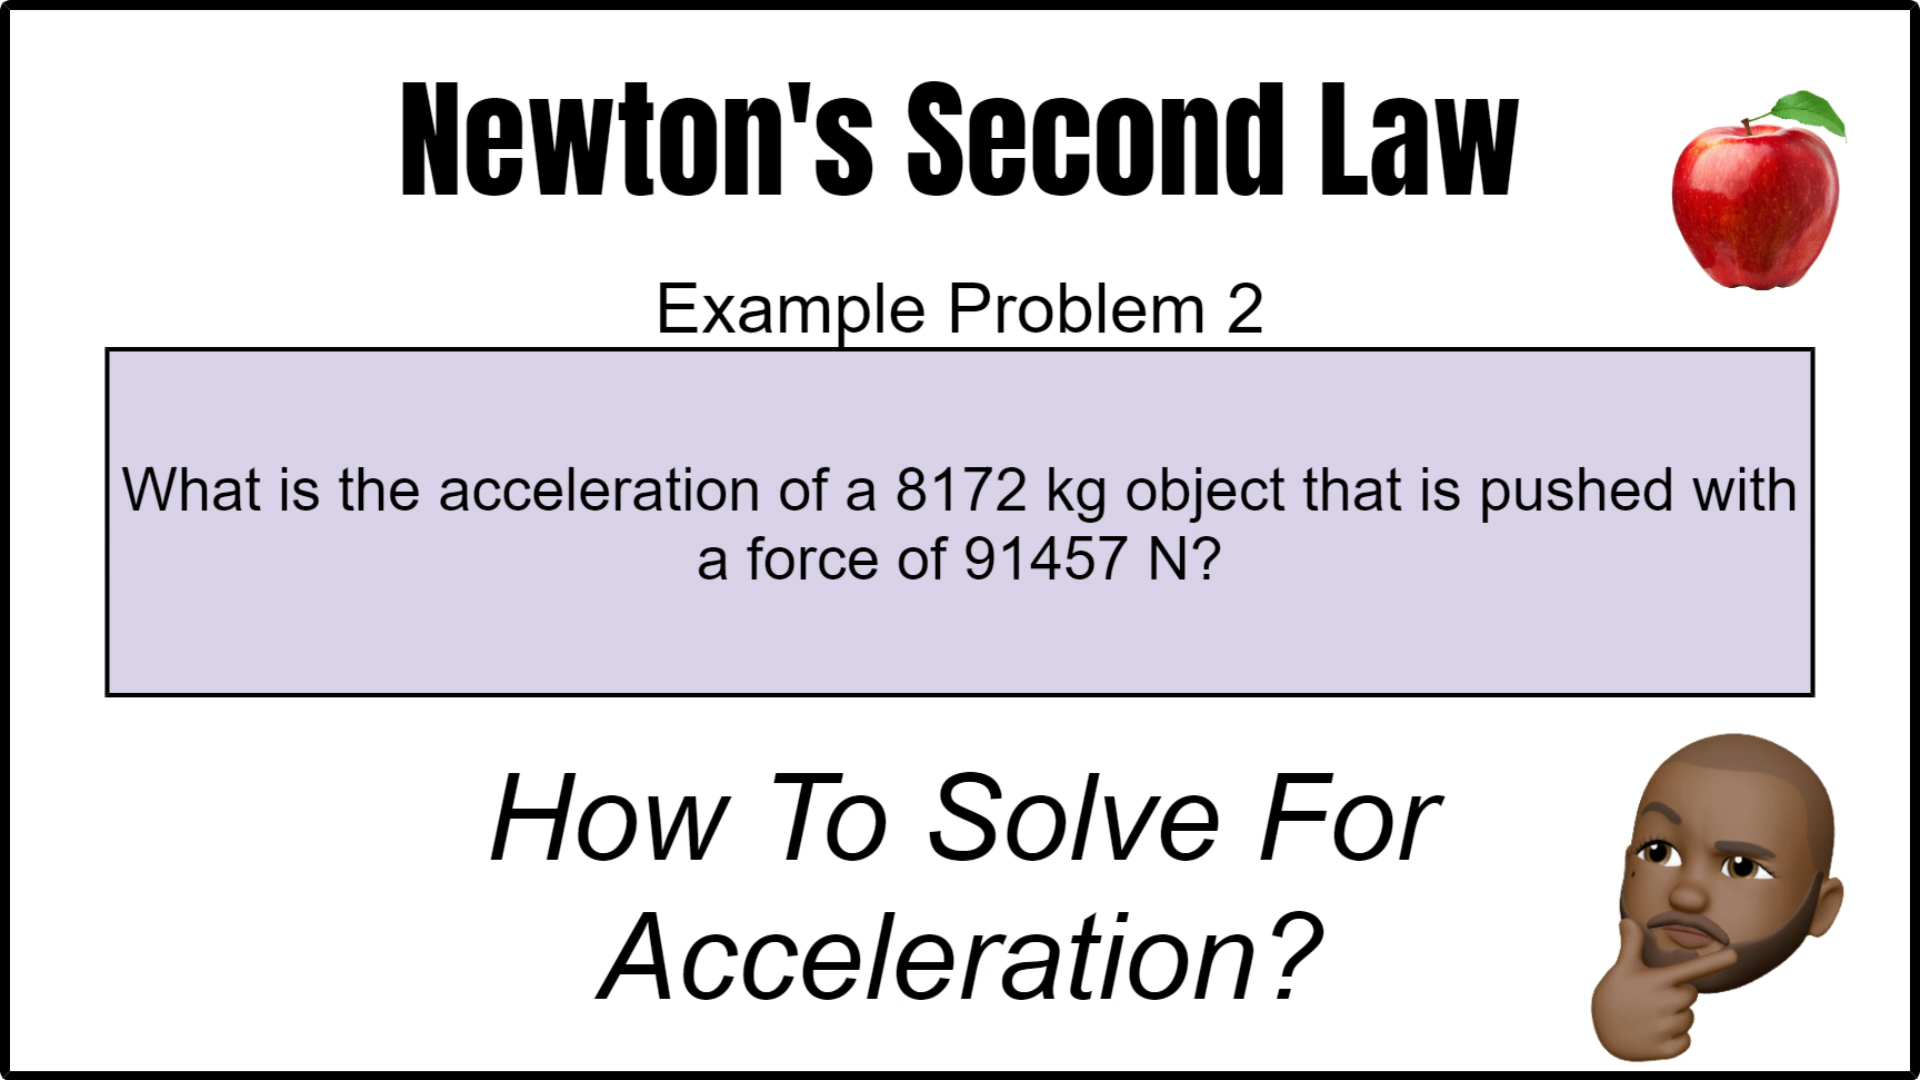 Newton's Second Law
Example Problem 2
What is the acceleration of a 8172 kg object that is pushed with
a force of 91457 N?
How To Solve For
Acceleration?